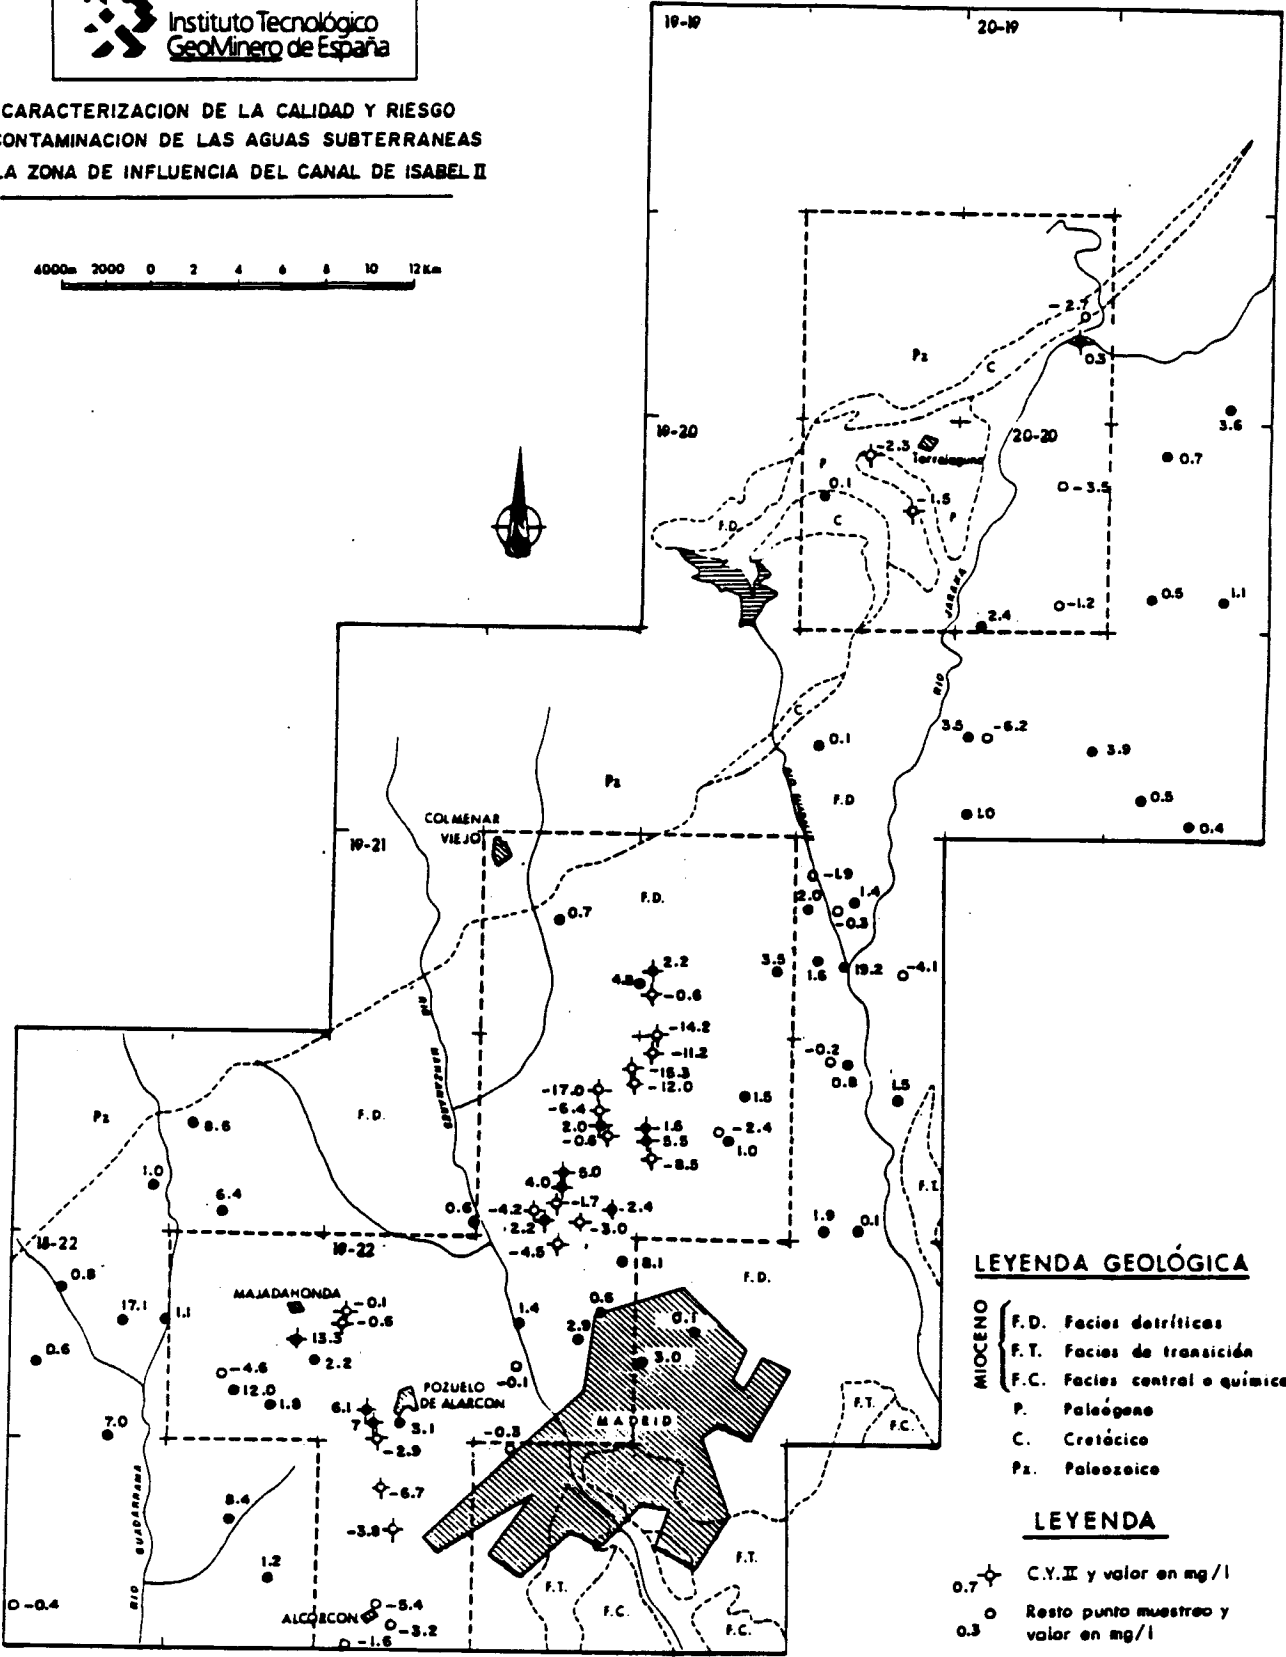 Instituto Tecnológico
GeoMinero de España
CARACTERIZACION DE LA CALIDAD Y RIESGO
CONTAMINACION DE LAS AGUAS SUBTERRANEAS
LA ZONA DE INFLUENCIA DEL CANAL DE ISABEL II
4000m 2000 0 2 4 6 8 10 12 Km
19-19
20-19
-2.7
0.3
Pz
C
3.6
19-20
20-20
-2.3
Torrelaguna
0.7
P
0.1
-3.5
-1.5
F.D.
C
P
JARAMA
RIO
-1.2
0.5
1.1
2.4
C
0.1
3.5
-6.2
3.9
Pz
F.D
0.5
1.0
0.4
COLMENAR
VIEJO
19-21
-1.9
F.D.
2.0
1.4
-0.3
0.7
2.2
4.8
-0.6
3.5
1.6
19.2
-4.1
RIO
MANZANARES
-14.2
-11.2
-15.3
-12.0
-0.2
0.8
-17.0
-6.4
2.0
-0.6
1.6
5.5
-8.5
1.5
-2.4
1.0
1.5
Pz
8.6
F.D.
1.0
6.4
5.0
4.0
-1.7
-4.2
2.2
-3.0
-2.4
-4.5
0.6
1.9
0.1
F.T.
18-22
19-22
8.1
F.D.
0.8
MAJADAHONDA
-0.1
-0.6
13.3
17.1
1.1
1.4
0.6
2.9
0.1
3.0
0.6
-4.6
2.2
12.0
1.8
-0.1
POZUELO
DE ALARCON
6.1
7
3.1
-2.9
-0.3
MADRID
7.0
F.T.
F.C.
-6.7
-3.8
8.4
1.2
RIO GUADARRAMA
-0.4
-5.4
ALCORCON
-3.2
-1.6
F.T.
F.C.
F.T.
F.C.
LEYENDA GEOLÓGICA
MIOCENO
F.D. Facies detríticas
F.T. Facies de transición
F.C. Facies central o química
P. Paleógeno
C. Cretácico
Pz. Paleozoico
LEYENDA
0.7 C.Y.II y valor en mg/l
0.3 Resto punto muestreo y
valor en mg/l